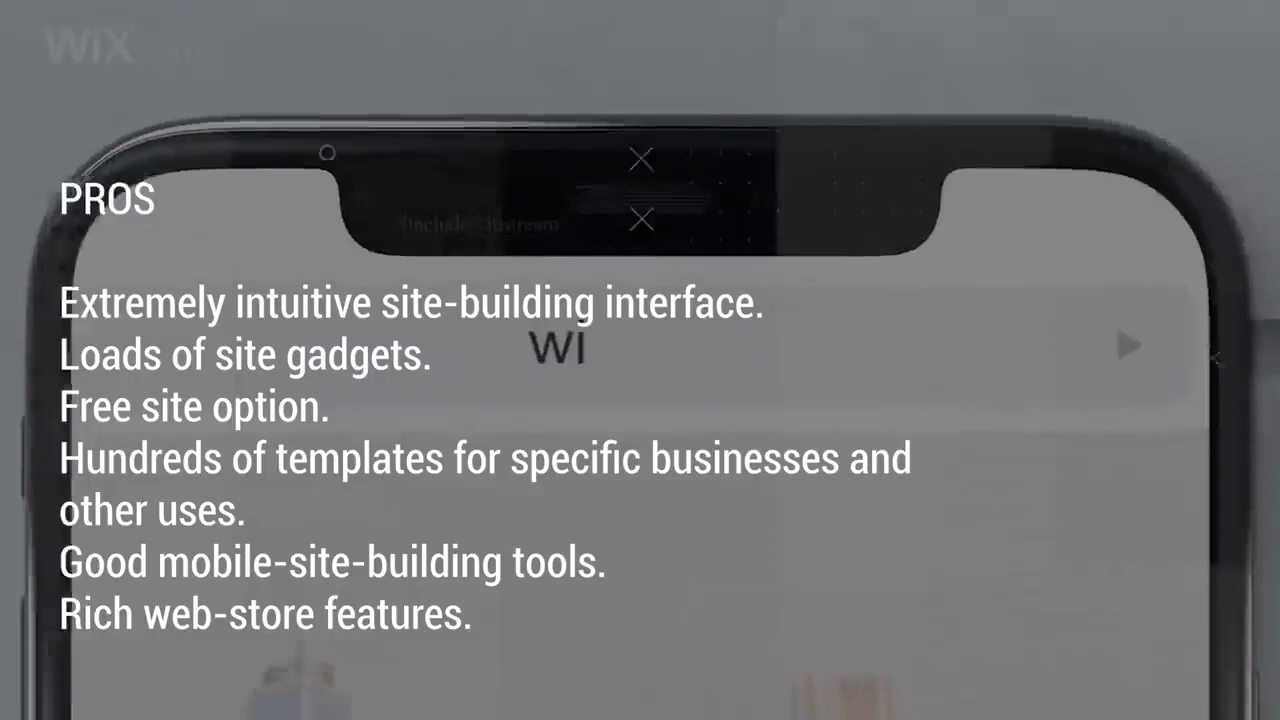 WIX
PROS
Extremely intuitive site-building interface.
Loads of site gadgets.
wi
Free site option.
Hundreds of templates for specific businesses and
other uses.
Good mobile-site-building tools.
Rich web-store features.